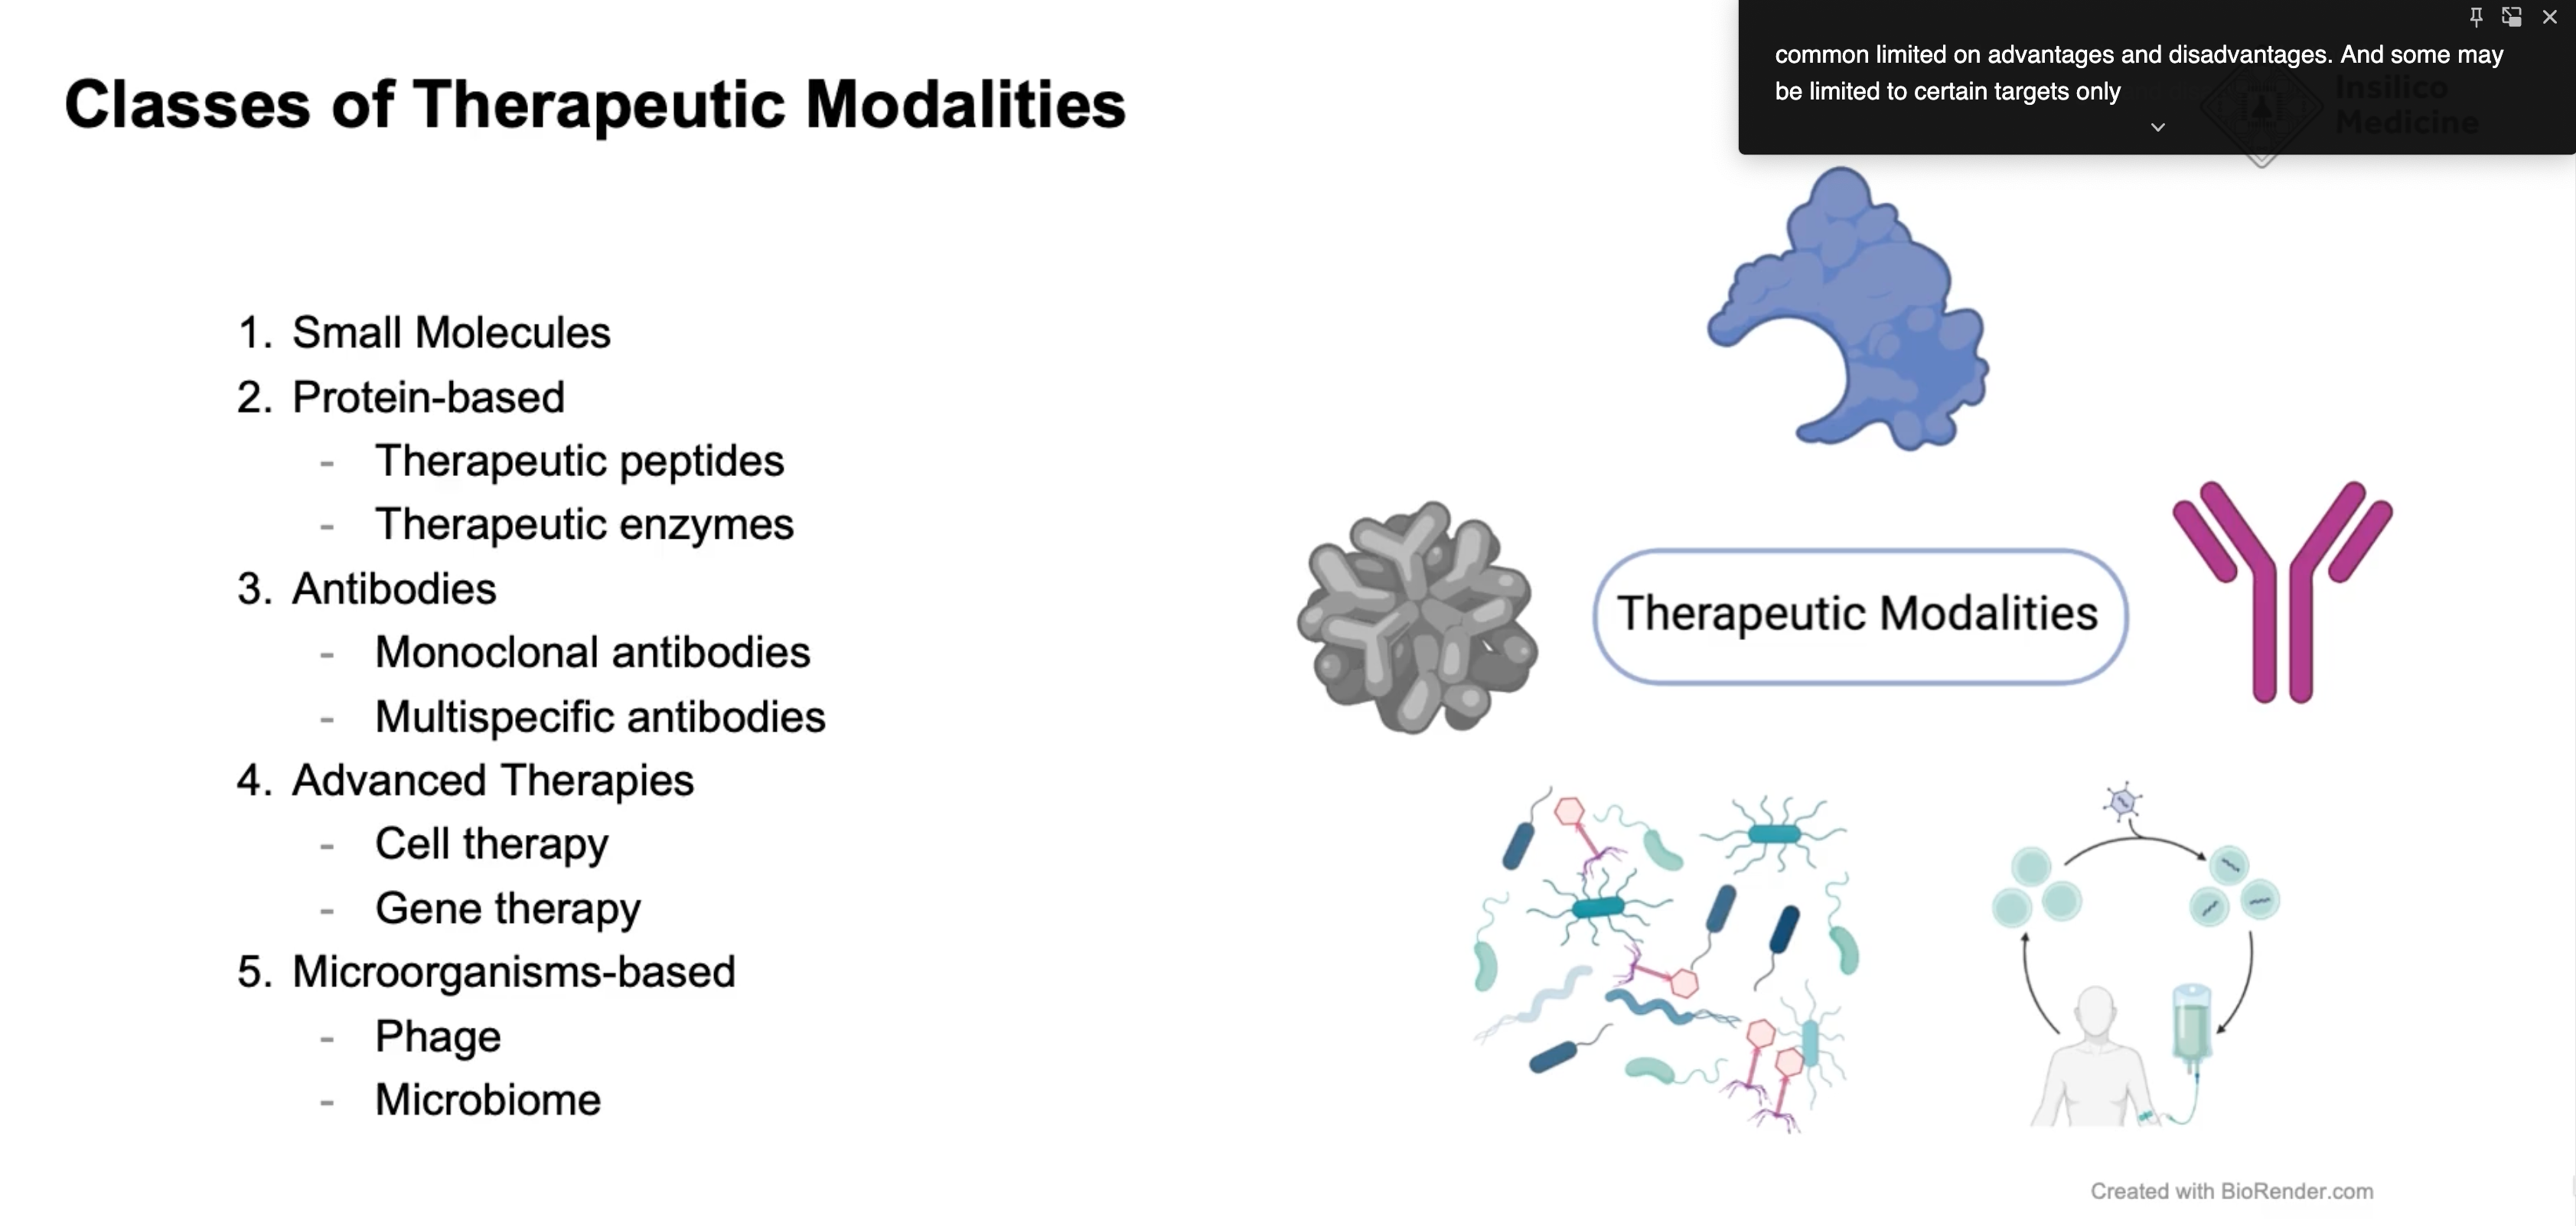 common limited on advantages and disadvantages. And some may
be limited to certain targets only
Insilico
Medicine
Classes of Therapeutic Modalities
1. Small Molecules
2. Protein-based
- Therapeutic peptides
- Therapeutic enzymes
3. Antibodies
- Monoclonal antibodies
- Multispecific antibodies
4. Advanced Therapies
- Cell therapy
- Gene therapy
5. Microorganisms-based
- Phage
- Microbiome
Therapeutic Modalities
Created with BioRender.com